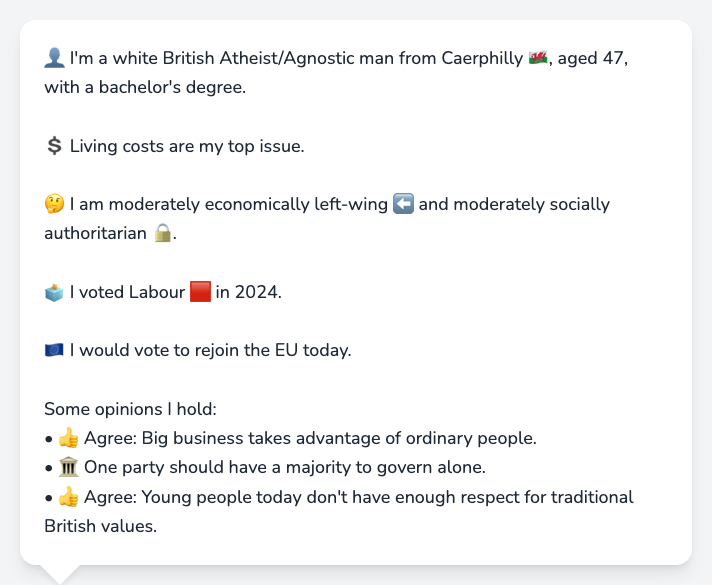 👤 I'm a white British Atheist/Agnostic man from Caerphilly 🏴󠁧󠁢󠁷󠁬󠁳󠁿, aged 47,
with a bachelor's degree.
💲 Living costs are my top issue.
🤔 I am moderately economically left-wing ⬅️ and moderately socially
authoritarian 🔒.
🗳️ I voted Labour 🟥 in 2024.
🇪🇺 I would vote to rejoin the EU today.
Some opinions I hold:
• 👍 Agree: Big business takes advantage of ordinary people.
• 🏛️ One party should have a majority to govern alone.
• 👍 Agree: Young people today don't have enough respect for traditional
British values.